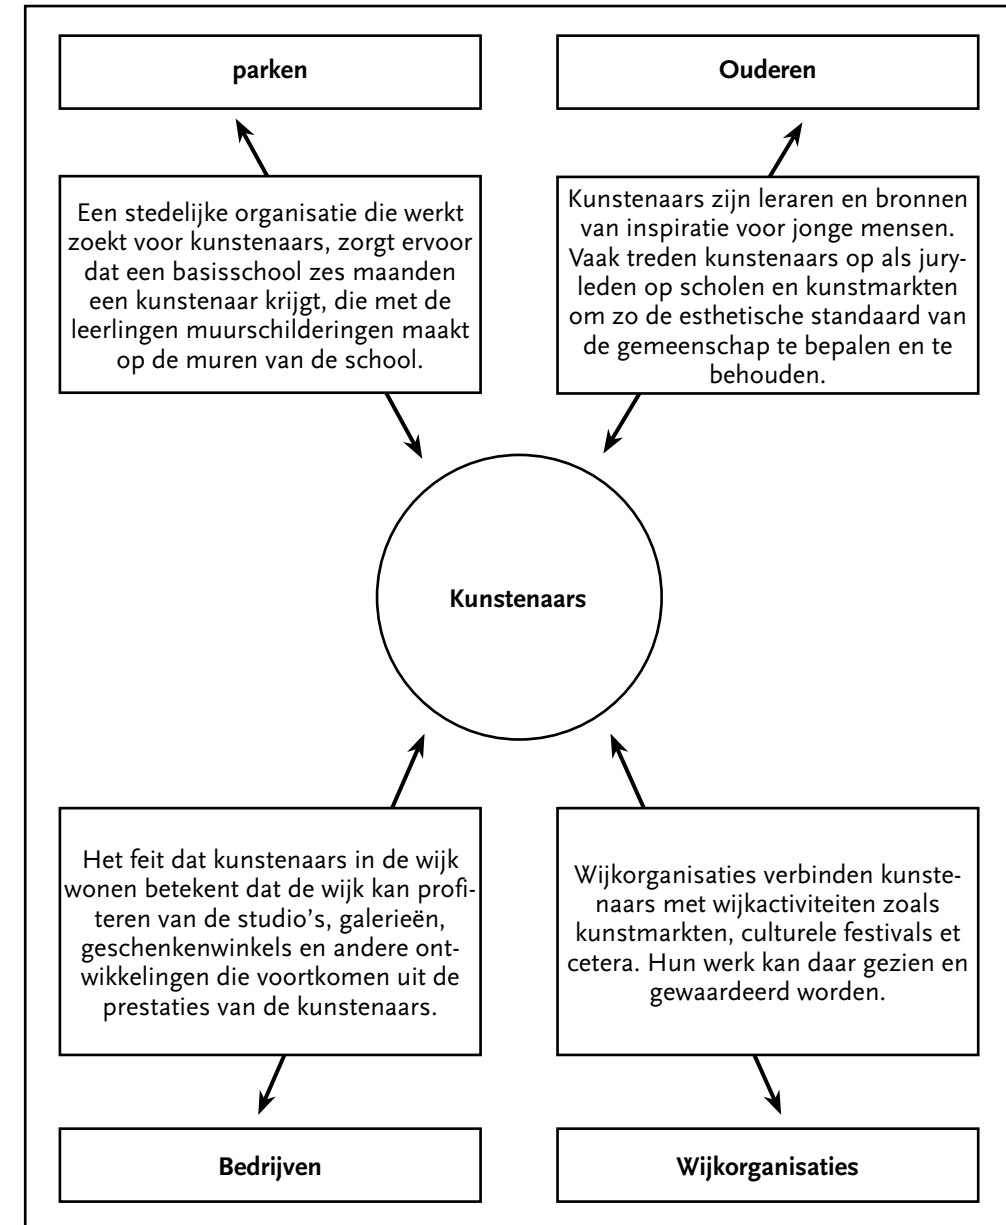 parken
Ouderen
Een stedelijke organisatie die werkt
zoekt voor kunstenaars, zorgt ervoor
dat een basisschool zes maanden
een kunstenaar krijgt, die met de
leerlingen muurschilderingen maakt
op de muren van de school.
Kunstenaars zijn leraren en bronnen
van inspiratie voor jonge mensen.
Vaak treden kunstenaars op als jury-
leden op scholen en kunstmarkten
om zo de esthetische standaard van
de gemeenschap te bepalen en te
behouden.
Kunstenaars
Het feit dat kunstenaars in de wijk
wonen betekent dat de wijk kan profi-
teren van de studio's, galerieën,
geschenkenwinkels en andere ont-
wikkelingen die voortkomen uit de
prestaties van de kunstenaars.
Wijkorganisaties verbinden kunste-
naars met wijkactiviteiten zoals
kunstmarkten, culturele festivals et
cetera. Hun werk kan daar gezien en
gewaardeerd worden.
Bedrijven
Wijkorganisaties